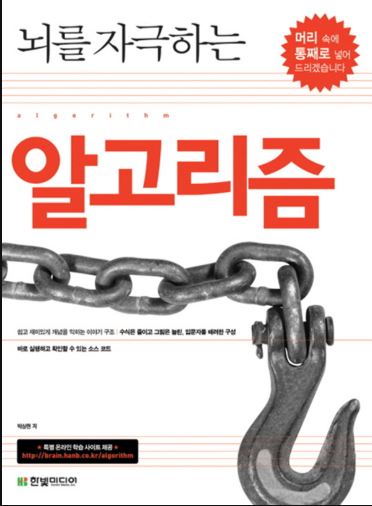 뇌를 자극하는
머리 속에
통째로 넣어
드리겠습니다
algorithm
알고리즘
쉽고 재미있게 개념을 익히는 이야기 구조 | 수식은 줄이고 그림은 늘린, 입문자를 배려한 구성
바로 실행하고 확인할 수 있는 소스 코드
박상현 저
★ 특별 온라인 학습 사이트 제공 ★
http://brain.hanb.co.kr/algorithm
한빛미디어